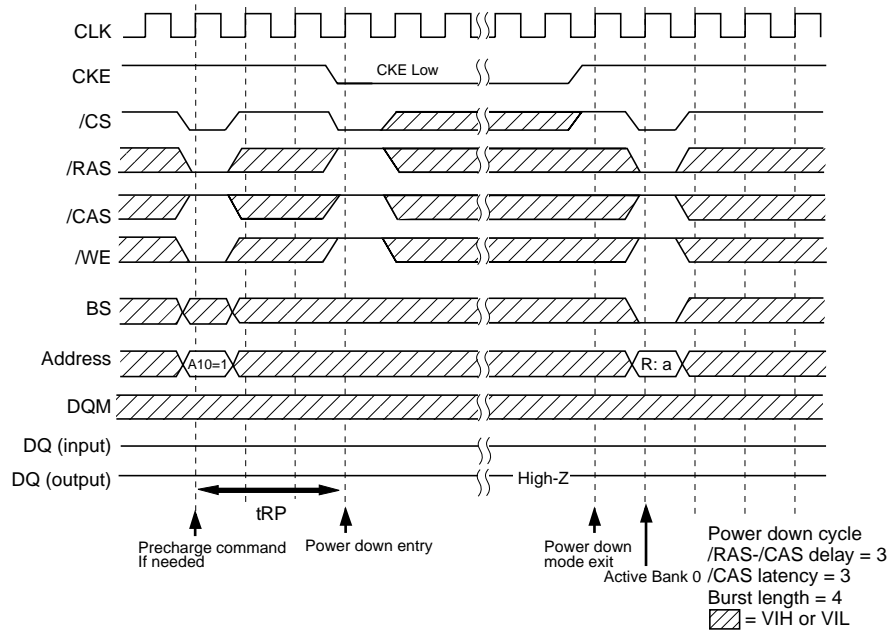 CLK
CKE
CKE Low
/CS
/RAS
/CAS
/WE
BS
Address
A10=1
R: a
DQM
DQ (input)
DQ (output)
High-Z
tRP
Precharge command
If needed
Power down entry
Power down
mode exit
Active Bank 0
Power down cycle
/RAS-/CAS delay = 3
/CAS latency = 3
Burst length = 4
= VIH or VIL